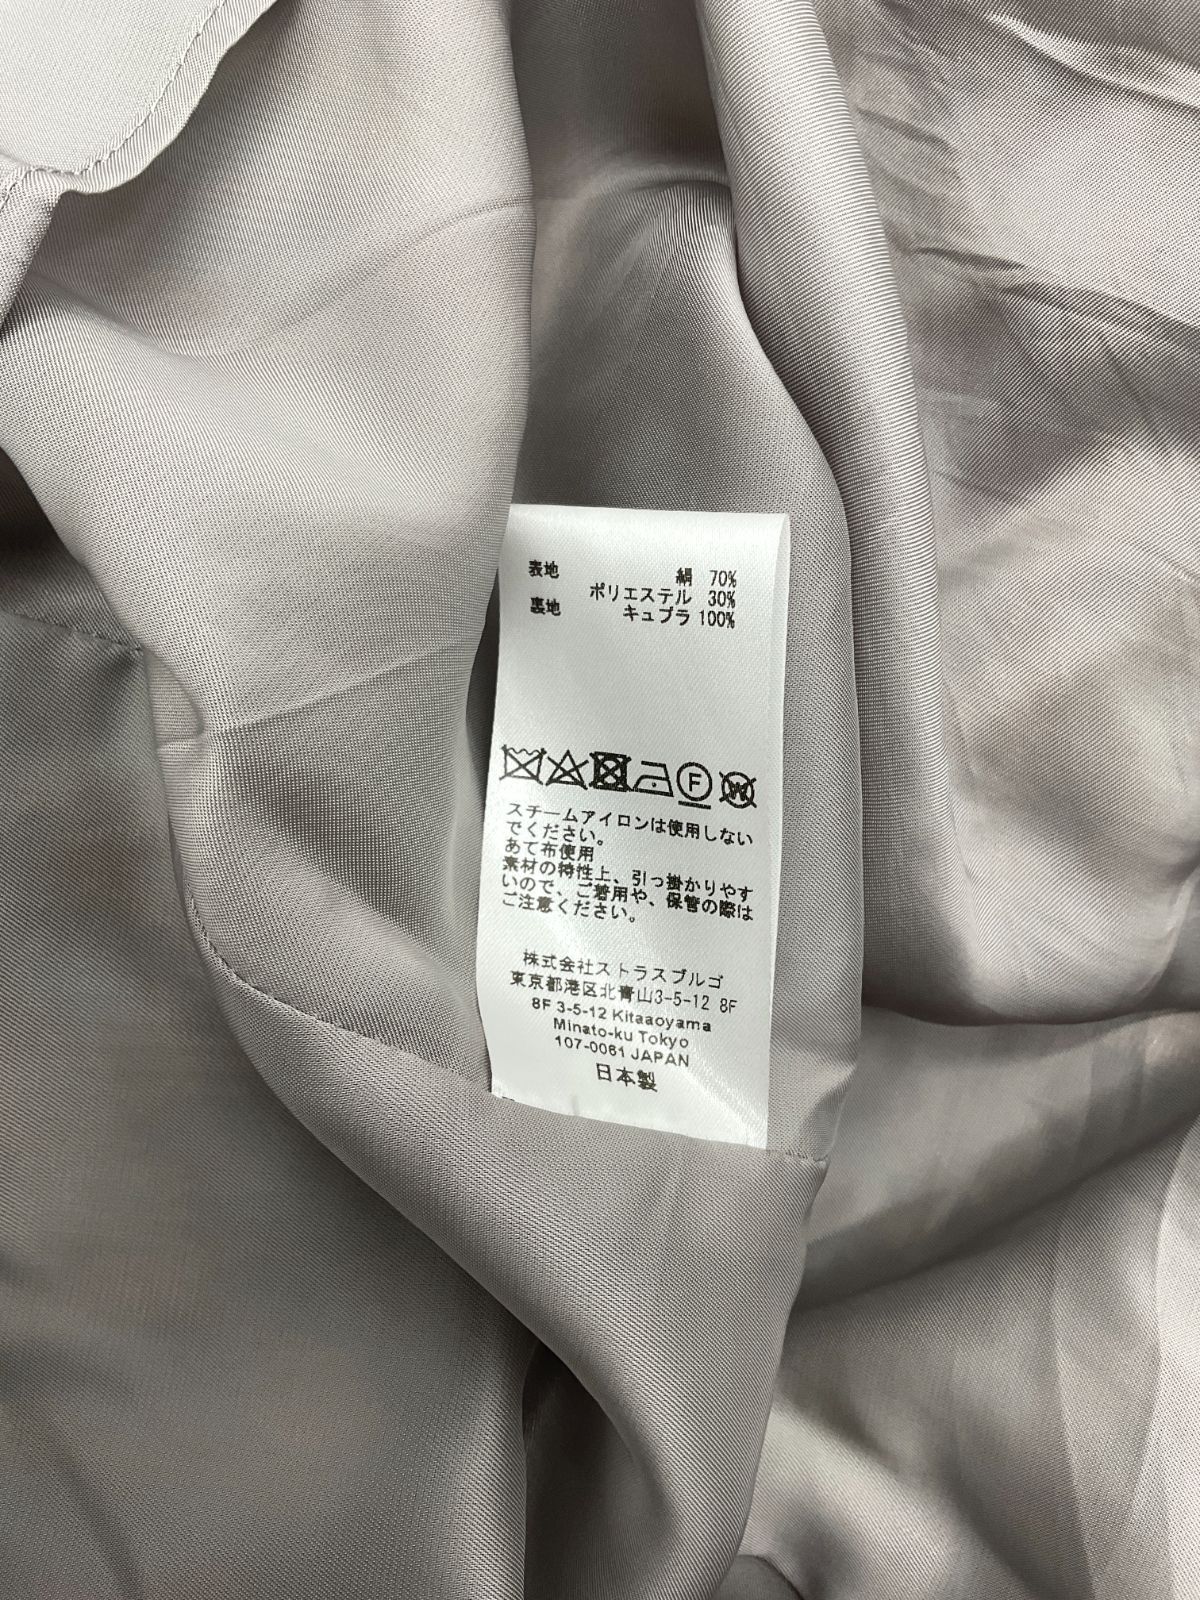 表地 絹 70%
ポリエステル 30%
裏地 キュプラ 100%
F
W
スチームアイロンは使用しない
でください。
あて布使用
素材の特性上、引っ掛かりやす
いので、ご着用や、保管の際は
ご注意ください。
株式会社ストラスブルゴ
東京都港区北青山3-5-12 8F
8F 3-5-12 Kitaaoyama
Minato-ku Tokyo
107-0061 JAPAN
日本製